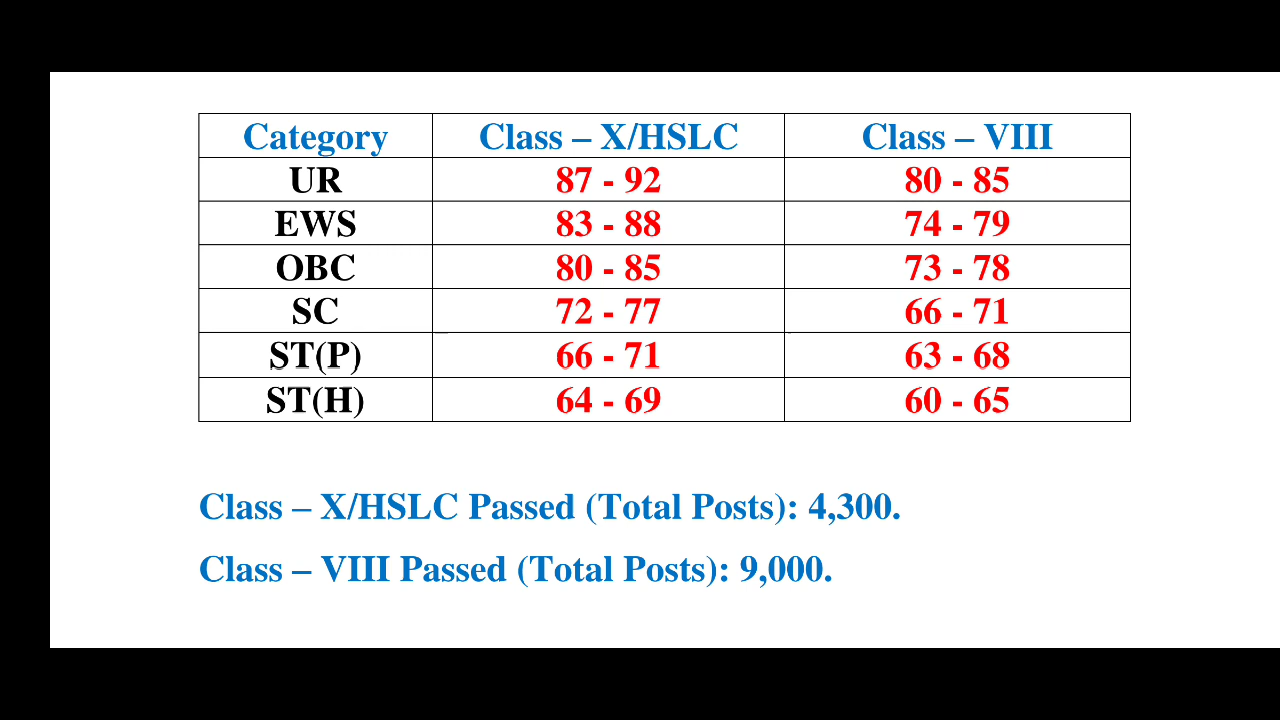 Category Class – X/HSLC Class – VIII
UR 87 - 92 80 - 85
EWS 83 - 88 74 - 79
OBC 80 - 85 73 - 78
SC 72 - 77 66 - 71
ST(P) 66 - 71 63 - 68
ST(H) 64 - 69 60 - 65
Class – X/HSLC Passed (Total Posts): 4,300.
Class – VIII Passed (Total Posts): 9,000.